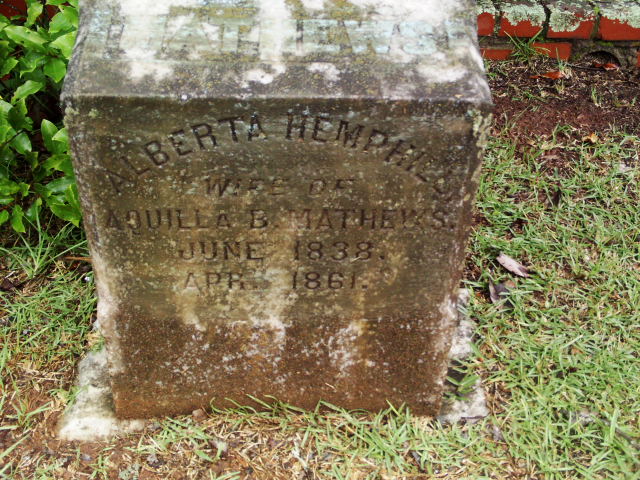 MATHEWS
ALBERTA HEMPHILL
WIFE OF
AQUILLA B. MATHEWS.
JUNE 1838.
APR. 1861.